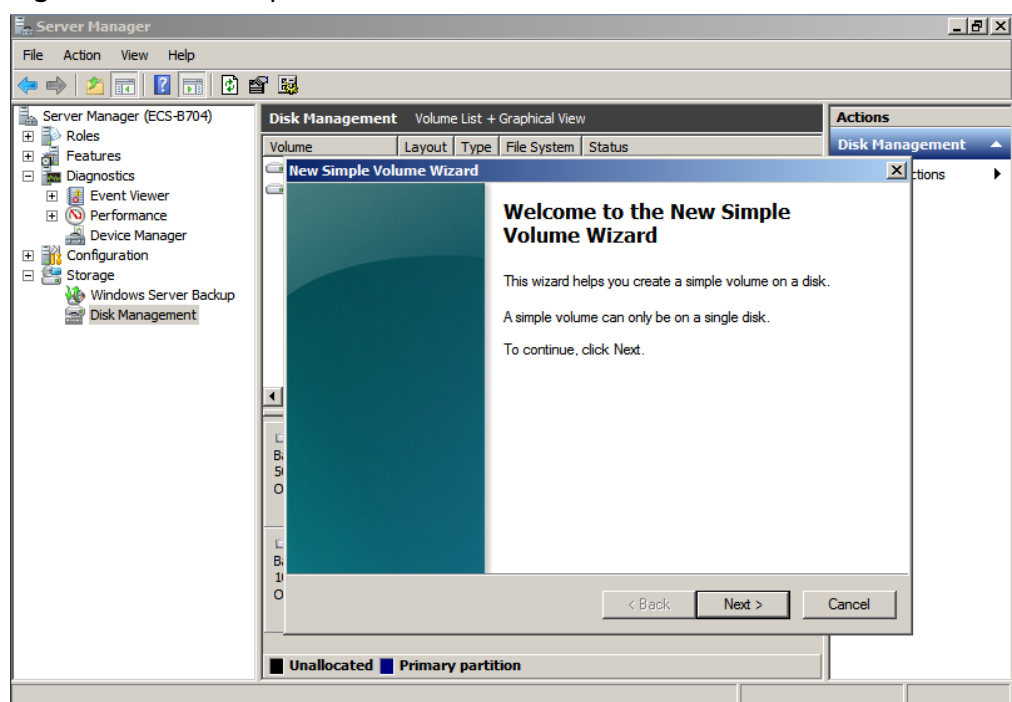 Server Manager
File Action View Help
Server Manager (ECS-B704)
Roles
Features
Diagnostics
Event Viewer
Performance
Device Manager
Configuration
Storage
Windows Server Backup
Disk Management
Disk Management Volume List + Graphical View
Volume Layout Type File System Status
New Simple Volume Wizard
Welcome to the New Simple
Volume Wizard
This wizard helps you create a simple volume on a disk.
A simple volume can only be on a single disk.
To continue, click Next.
< Back Next > Cancel
Unallocated Primary partition
Actions
Disk Management
ctions